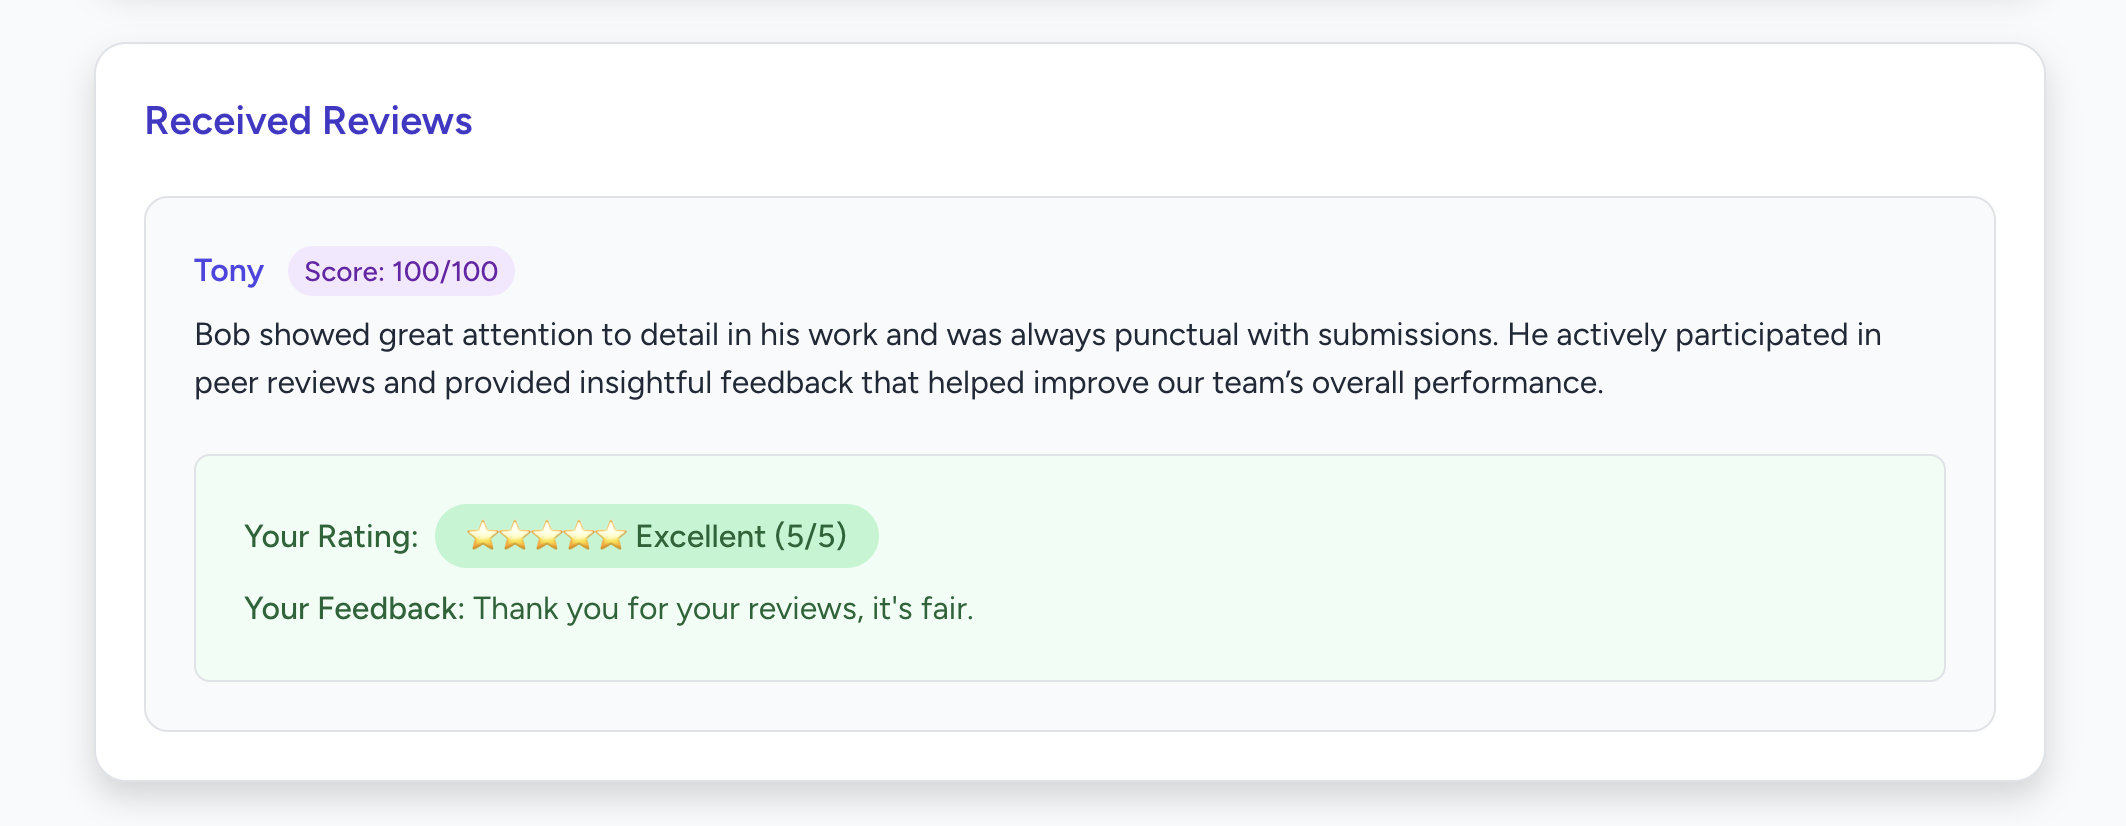 Received Reviews
Tony Score: 100/100
Bob showed great attention to detail in his work and was always punctual with submissions. He actively participated in
peer reviews and provided insightful feedback that helped improve our team’s overall performance.
Your Rating: ⭐⭐⭐⭐⭐ Excellent (5/5)
Your Feedback: Thank you for your reviews, it's fair.